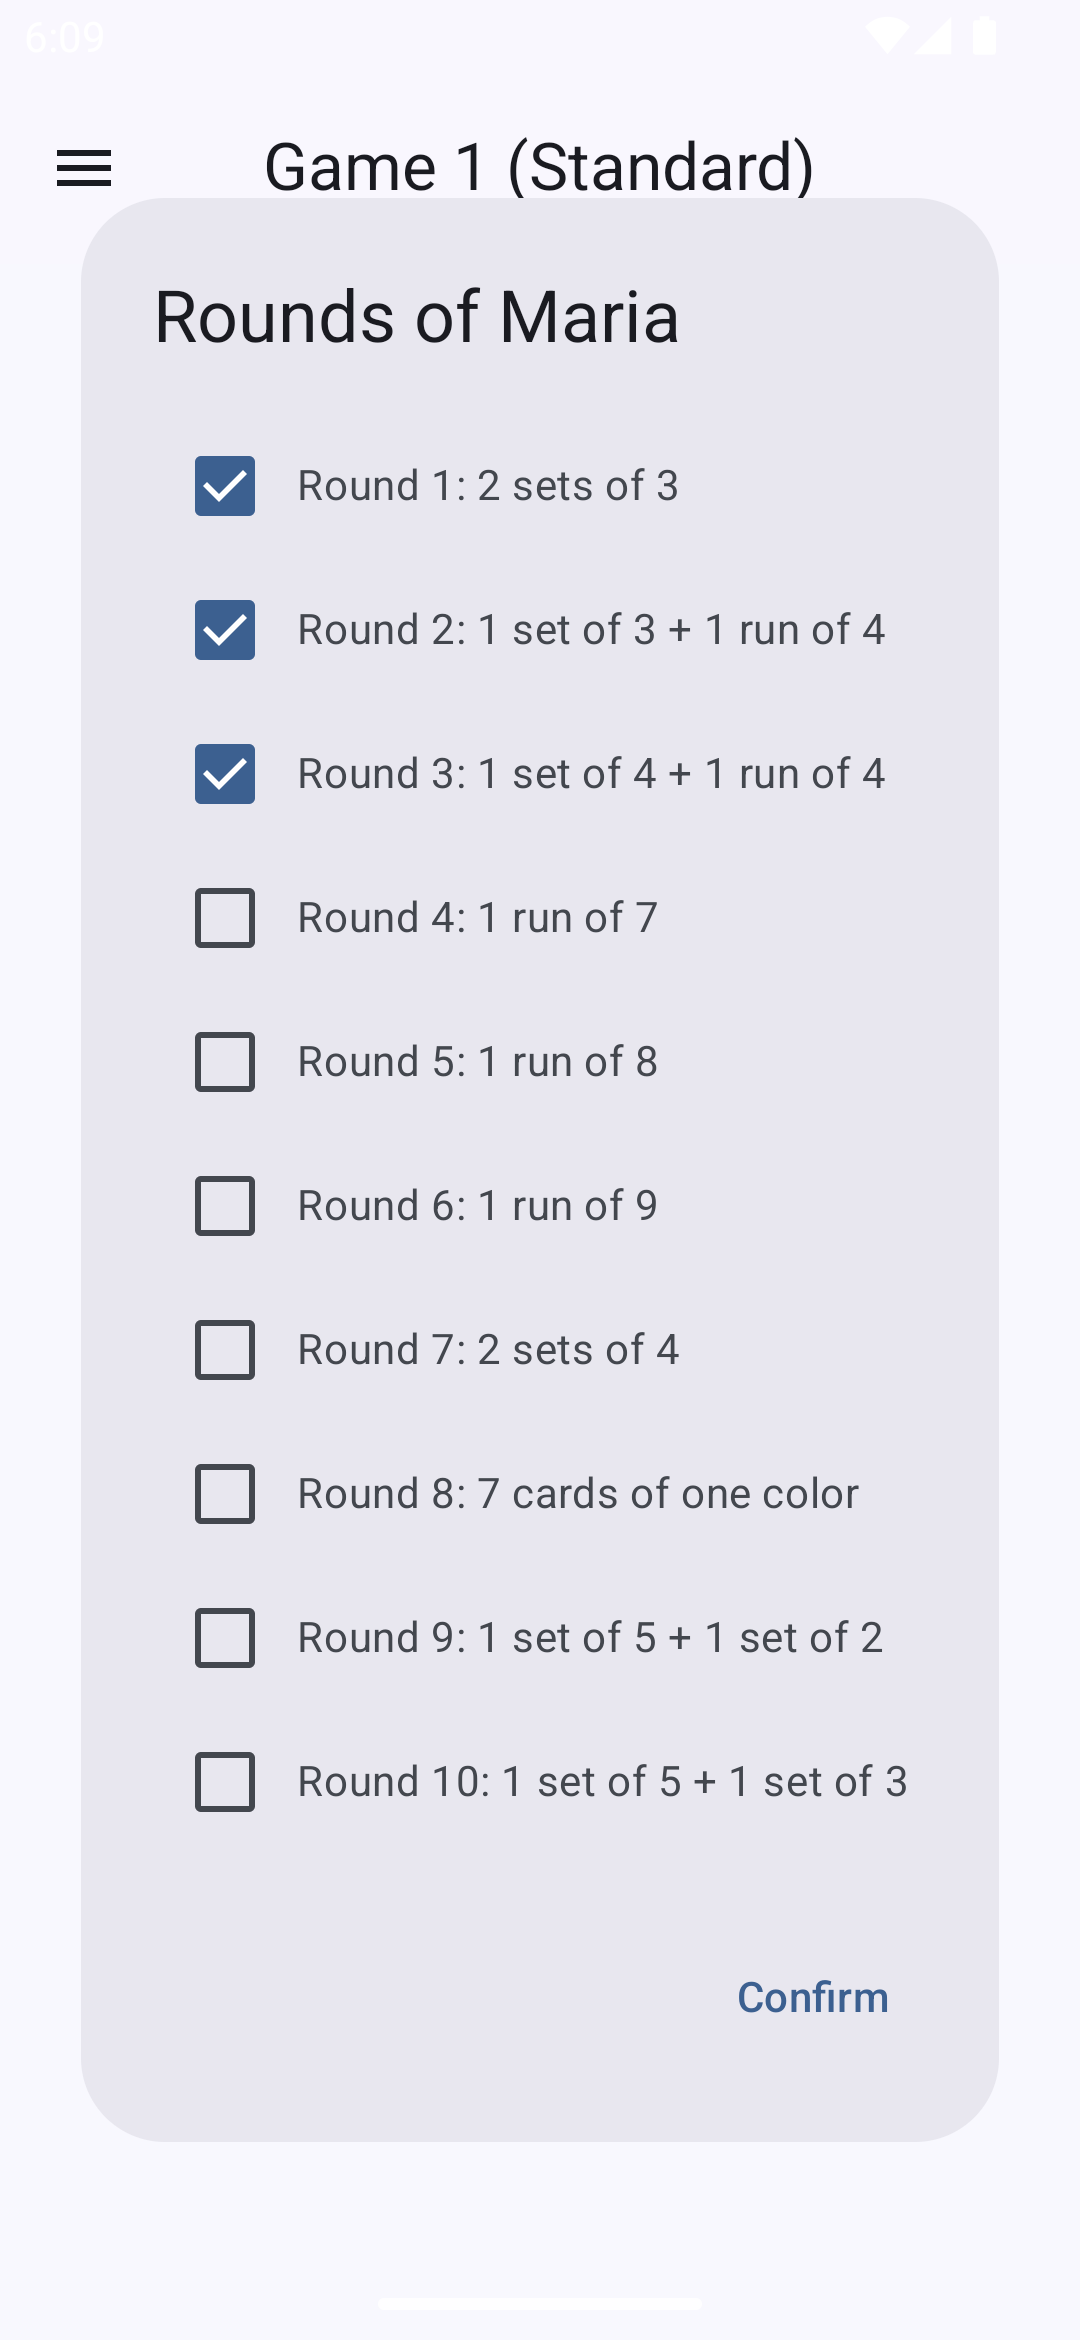 6:09
Game 1 (Standard)
Rounds of Maria
Round 1: 2 sets of 3
Round 2: 1 set of 3 + 1 run of 4
Round 3: 1 set of 4 + 1 run of 4
Round 4: 1 run of 7
Round 5: 1 run of 8
Round 6: 1 run of 9
Round 7: 2 sets of 4
Round 8: 7 cards of one color
Round 9: 1 set of 5 + 1 set of 2
Round 10: 1 set of 5 + 1 set of 3
Confirm